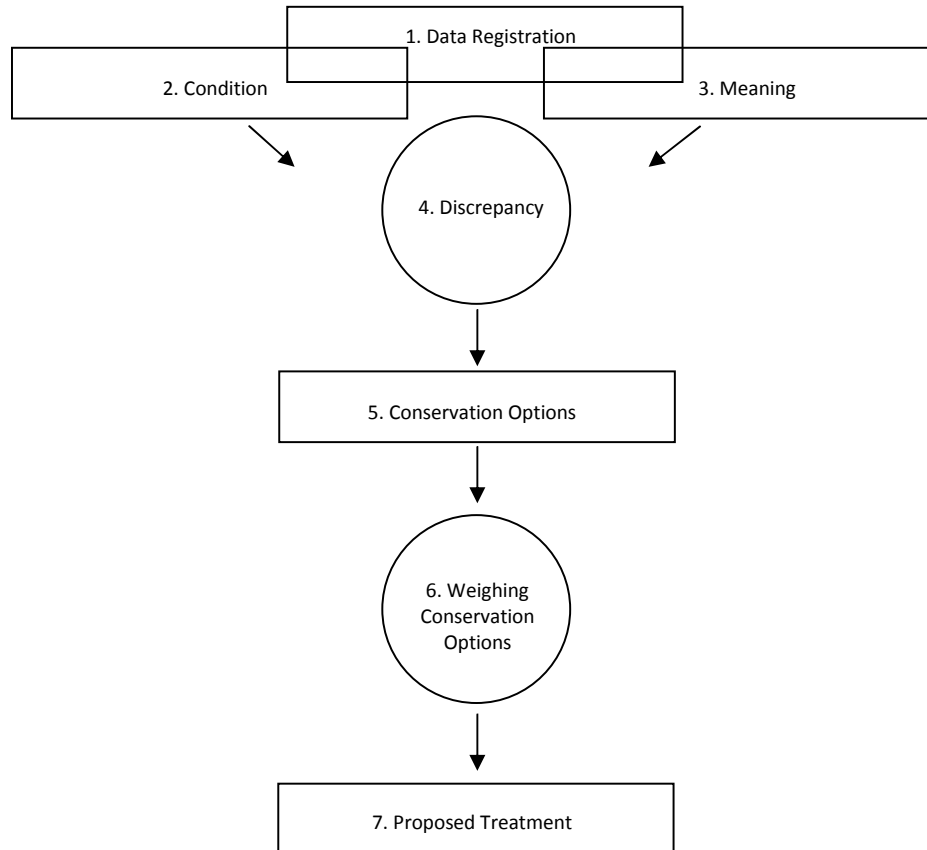 1. Data Registration
2. Condition
3. Meaning
4. Discrepancy
5. Conservation Options
6. Weighing
Conservation
Options
7. Proposed Treatment